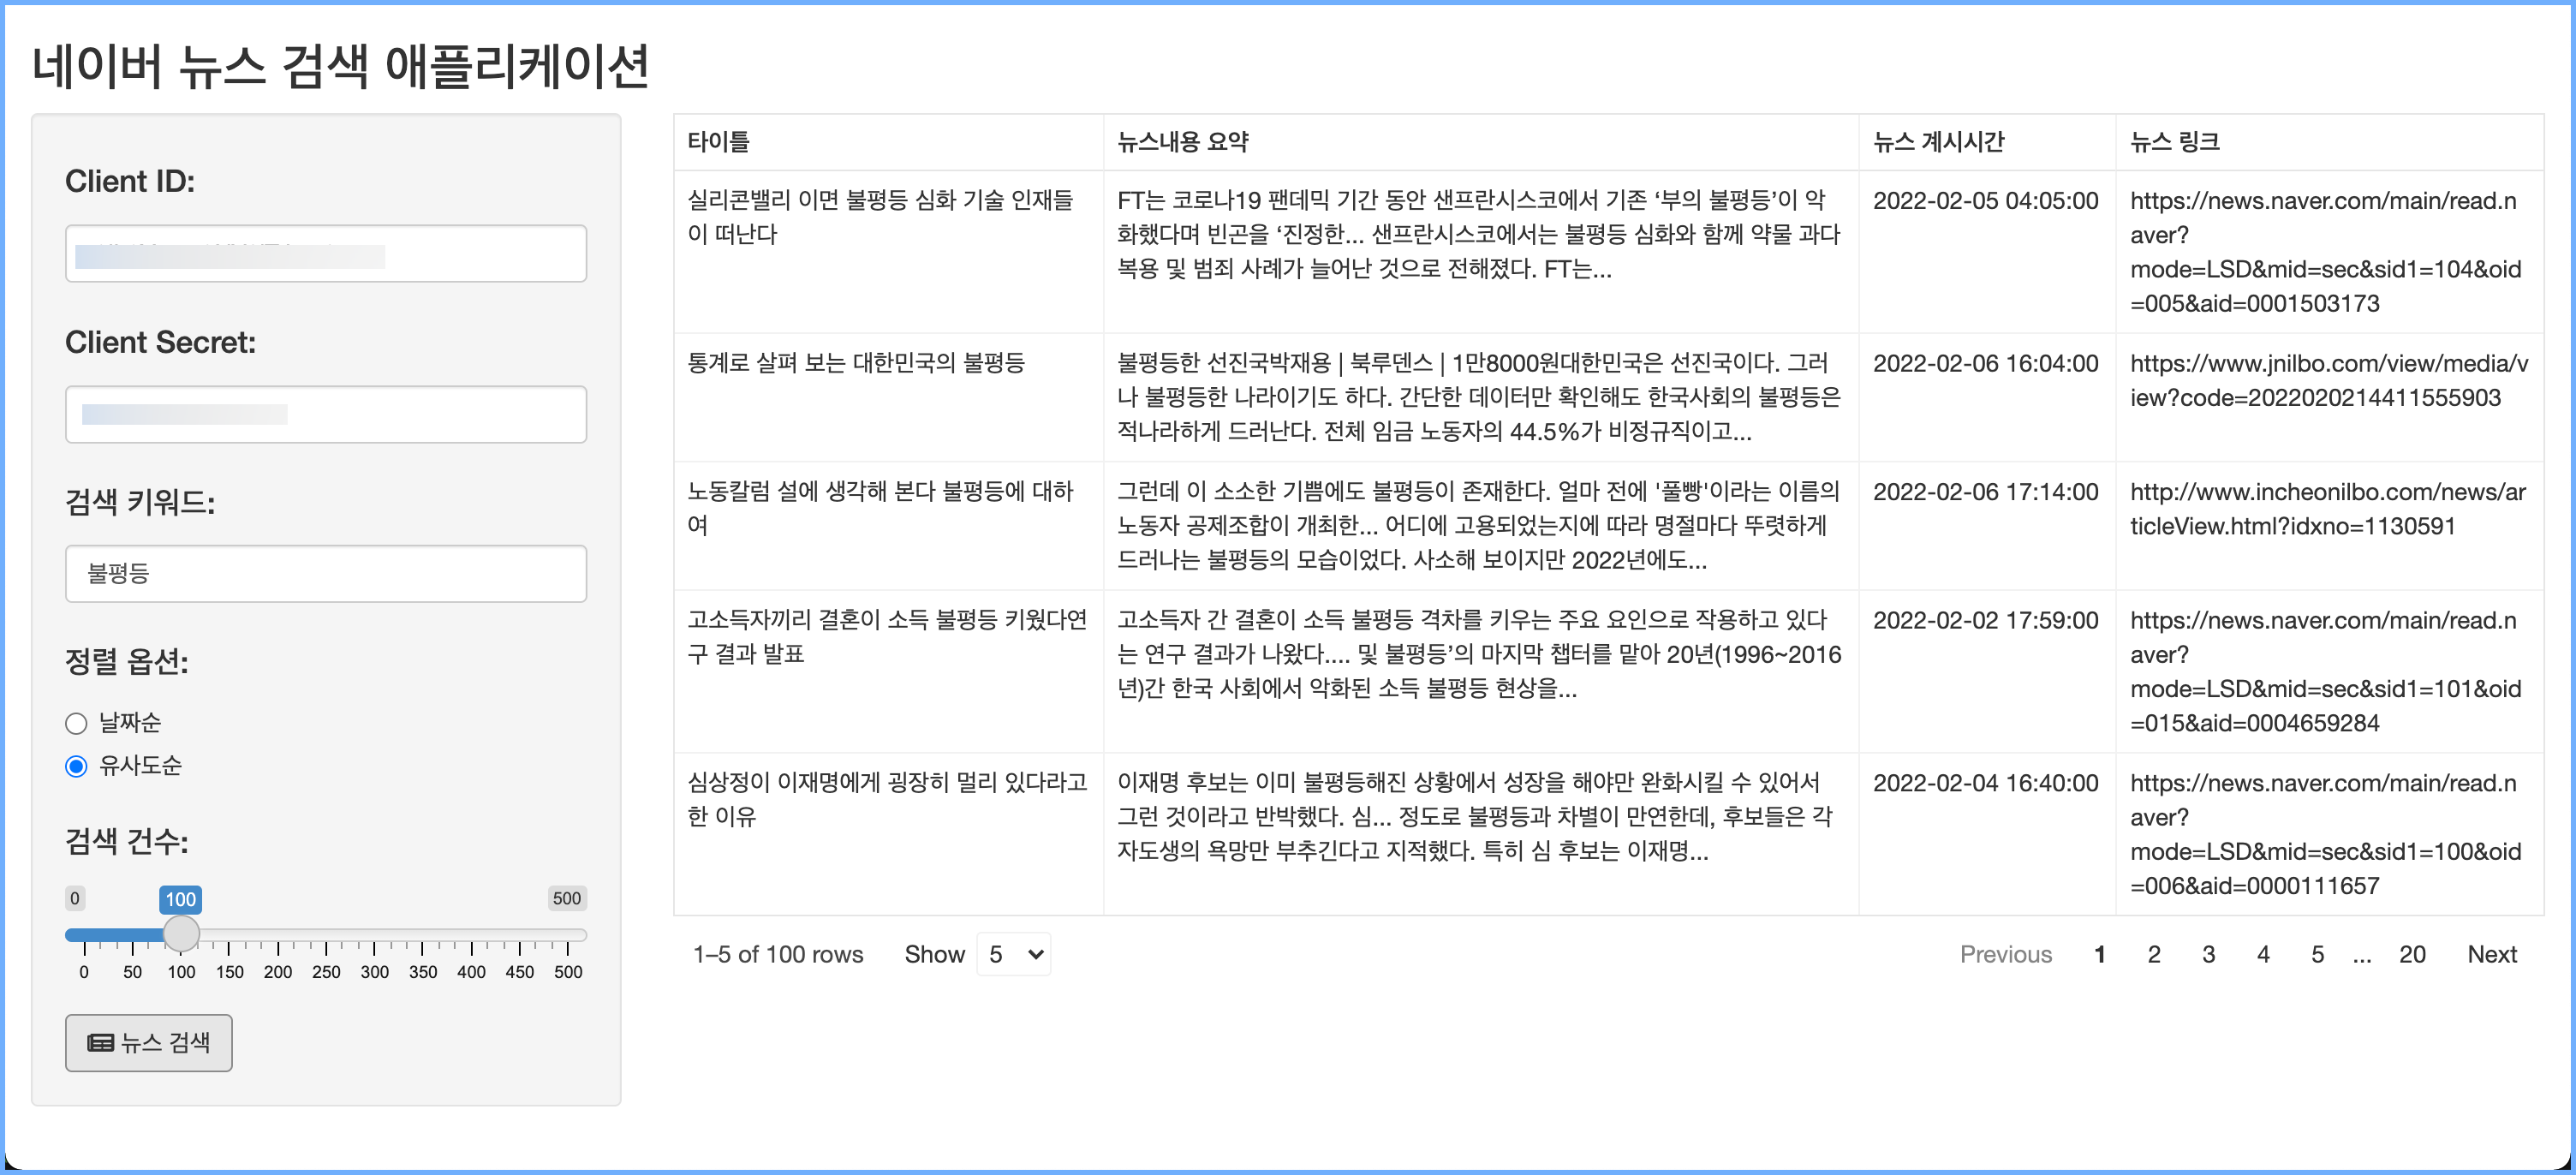 네이버 뉴스 검색 애플리케이션
Client ID:
Client Secret:
검색 키워드:
불평등
정렬 옵션:
날짜순
유사도순
검색 건수:
0
100
500
0 50 100 150 200 250 300 350 400 450 500
뉴스 검색
타이틀 뉴스내용 요약 뉴스 계시시간 뉴스 링크
실리콘밸리 이면 불평등 심화 기술 인재들
이 떠난다
FT는 코로나19 팬데믹 기간 동안 샌프란시스코에서 기존 ‘부의 불평등’이 악
화했다며 빈곤을 ‘진정한... 샌프란시스코에서는 불평등 심화와 함께 약물 과다
복용 및 범죄 사례가 늘어난 것으로 전해졌다. FT는...
2022-02-05 04:05:00
https://news.naver.com/main/read.n
aver?
mode=LSD&mid=sec&sid1=104&oid
=005&aid=0001503173
통계로 살펴 보는 대한민국의 불평등
불평등한 선진국박재용 | 북루덴스 | 1만8000원대한민국은 선진국이다. 그러
나 불평등한 나라이기도 하다. 간단한 데이터만 확인해도 한국사회의 불평등은
적나라하게 드러난다. 전체 임금 노동자의 44.5%가 비정규직이고...
2022-02-06 16:04:00
https://www.jnilbo.com/view/media/v
iew?code=2022020214411555903
노동칼럼 설에 생각해 본다 불평등에 대하
여
그런데 이 소소한 기쁨에도 불평등이 존재한다. 얼마 전에 '풀빵'이라는 이름의
노동자 공제조합이 개최한... 어디에 고용되었는지에 따라 명절마다 뚜렷하게
드러나는 불평등의 모습이었다. 사소해 보이지만 2022년에도...
2022-02-06 17:14:00
http://www.incheonilbo.com/news/ar
ticleView.html?idxno=1130591
고소득자끼리 결혼이 소득 불평등 키웠다연
구 결과 발표
고소득자 간 결혼이 소득 불평등 격차를 키우는 주요 요인으로 작용하고 있다
는 연구 결과가 나왔다.... 및 불평등’의 마지막 챕터를 맡아 20년(1996~2016
년)간 한국 사회에서 악화된 소득 불평등 현상을...
2022-02-02 17:59:00
https://news.naver.com/main/read.n
aver?
mode=LSD&mid=sec&sid1=101&oid
=015&aid=0004659284
심상정이 이재명에게 굉장히 멀리 있다라고
한 이유
이재명 후보는 이미 불평등해진 상황에서 성장을 해야만 완화시킬 수 있어서
그런 것이라고 반박했다. 심... 정도로 불평등과 차별이 만연한데, 후보들은 각
자도생의 욕망만 부추긴다고 지적했다. 특히 심 후보는 이재명...
2022-02-04 16:40:00
https://news.naver.com/main/read.n
aver?
mode=LSD&mid=sec&sid1=100&oid
=006&aid=0000111657
1–5 of 100 rows Show 5 Previous 1 2 3 4 5 ... 20 Next